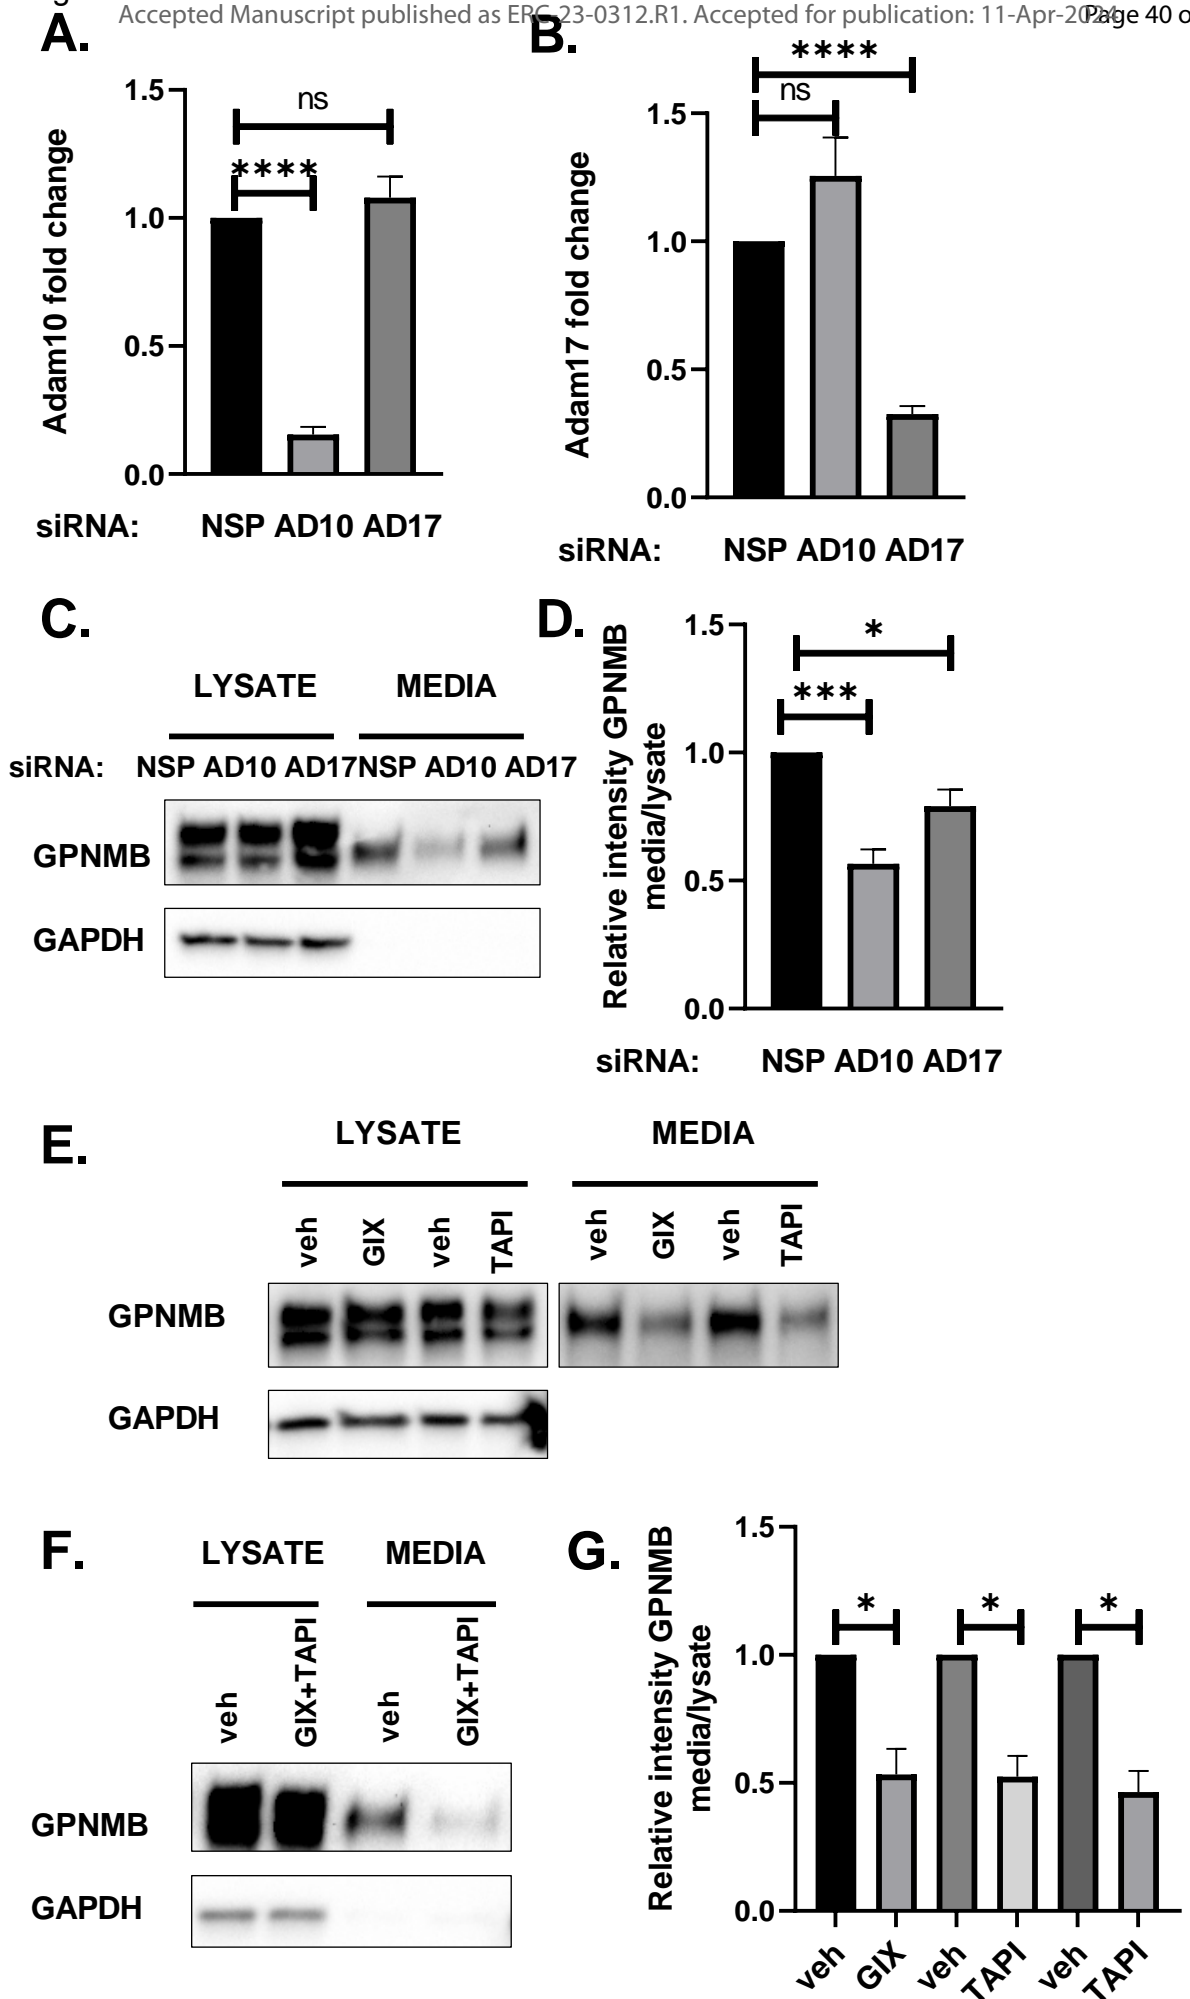 Accepted Manuscript published as ERC-23-0312.R1. Accepted for publication: 11-Apr-2024
Page 40 o
A.
Adam10 fold change
1.5
1.0
0.5
0.0
ns
****
siRNA: NSP AD10 AD17
B.
Adam17 fold change
1.5
1.0
0.5
0.0
****
ns
siRNA: NSP AD10 AD17
C.
LYSATE MEDIA
siRNA: NSP AD10 AD17 NSP AD10 AD17
GPNMB
GAPDH
D.
Relative intensity GPNMB
media/lysate
1.5
1.0
0.5
0.0
*
***
siRNA: NSP AD10 AD17
E.
LYSATE MEDIA
veh GIX veh TAPI veh GIX veh TAPI
GPNMB
GAPDH
F.
LYSATE MEDIA
veh GIX+TAPI veh GIX+TAPI
GPNMB
GAPDH
G.
Relative intensity GPNMB
media/lysate
1.5
1.0
0.5
0.0
* * *
veh GIX veh TAPI veh TAPI